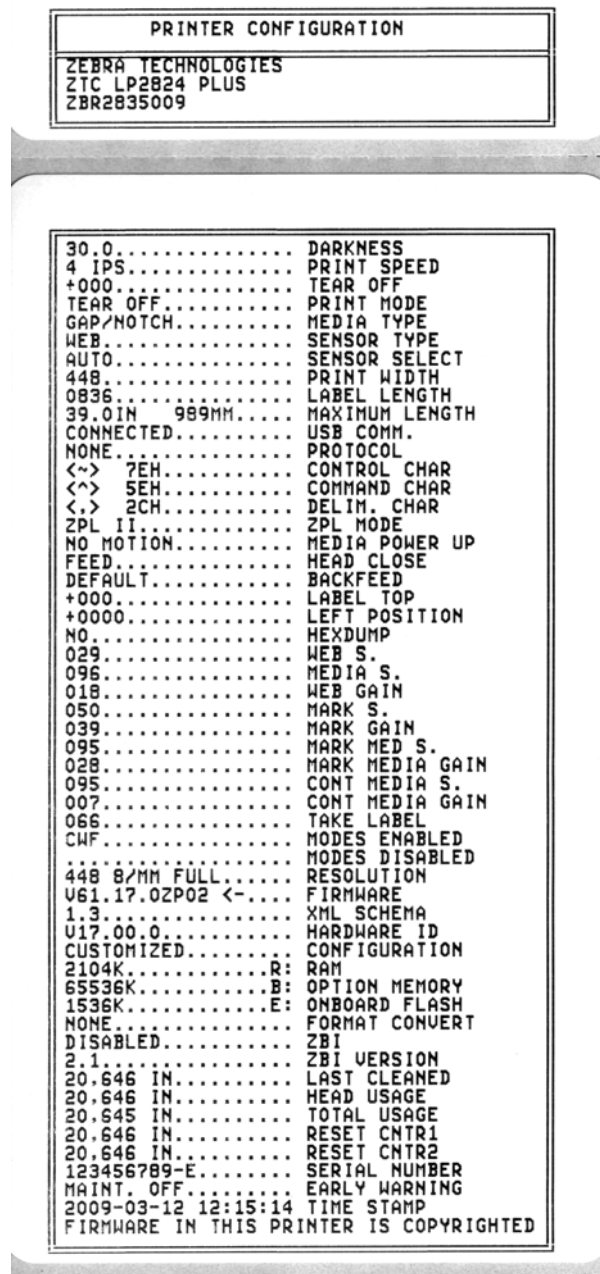 PRINTER CONFIGURATION
ZEBRA TECHNOLOGIES
ZTC LP2824 PLUS
ZBR2835009
30.0................ DARKNESS
4 IPS............... PRINT SPEED
+000................ TEAR OFF
TEAR OFF............ PRINT MODE
GAP/NOTCH........... MEDIA TYPE
WEB................. SENSOR TYPE
AUTO................ SENSOR SELECT
448................. PRINT WIDTH
0836................ LABEL LENGTH
39.0IN   989MM..... MAXIMUM LENGTH
CONNECTED.......... USB COMM.
NONE................ PROTOCOL
<~>  7EH............ CONTROL CHAR
<^>  5EH............ COMMAND CHAR
<,>  2CH............ DELIM. CHAR
ZPL II.............. ZPL MODE
NO MOTION........... MEDIA POWER UP
FEED................ HEAD CLOSE
DEFAULT............. BACKFEED
+000................ LABEL TOP
+0000............... LEFT POSITION
NO.................. HEXDUMP
029................. WEB S.
096................. MEDIA S.
018................. WEB GAIN
050................. MARK S.
039................. MARK GAIN
095................. MARK MED S.
028................. MARK MEDIA GAIN
095................. CONT MEDIA S.
007................. CONT MEDIA GAIN
066................. TAKE LABEL
CWF................. MODES ENABLED
.................... MODES DISABLED
448 8/MM FULL...... RESOLUTION
V61.17.0ZP02 <-.... FIRMWARE
1.3................. XML SCHEMA
V17.00.0........... HARDWARE ID
CUSTOMIZED......... CONFIGURATION
2104K............R: RAM
65536K...........B: OPTION MEMORY
1536K............E: ONBOARD FLASH
NONE................ FORMAT CONVERT
DISABLED........... ZBI
2.1................. ZBI VERSION
20,646 IN.......... LAST CLEANED
20,646 IN.......... HEAD USAGE
20,645 IN.......... TOTAL USAGE
20,646 IN.......... RESET CNTR1
20,646 IN.......... RESET CNTR2
123456789-E........ SERIAL NUMBER
MAINT. OFF......... EARLY WARNING
2009-03-12 12:15:14 TIME STAMP
FIRMWARE IN THIS PRINTER IS COPYRIGHTED